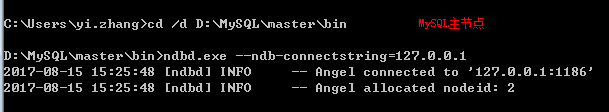 C:\Users\yi.zhang>cd /d D:\MySQL\master\bin MySQL主节点
D:\MySQL\master\bin>ndbd.exe --ndb-connectstring=127.0.0.1
2017-08-15 15:25:48 [ndbd] INFO     -- Angel connected to '127.0.0.1:1186'
2017-08-15 15:25:48 [ndbd] INFO     -- Angel allocated nodeid: 2